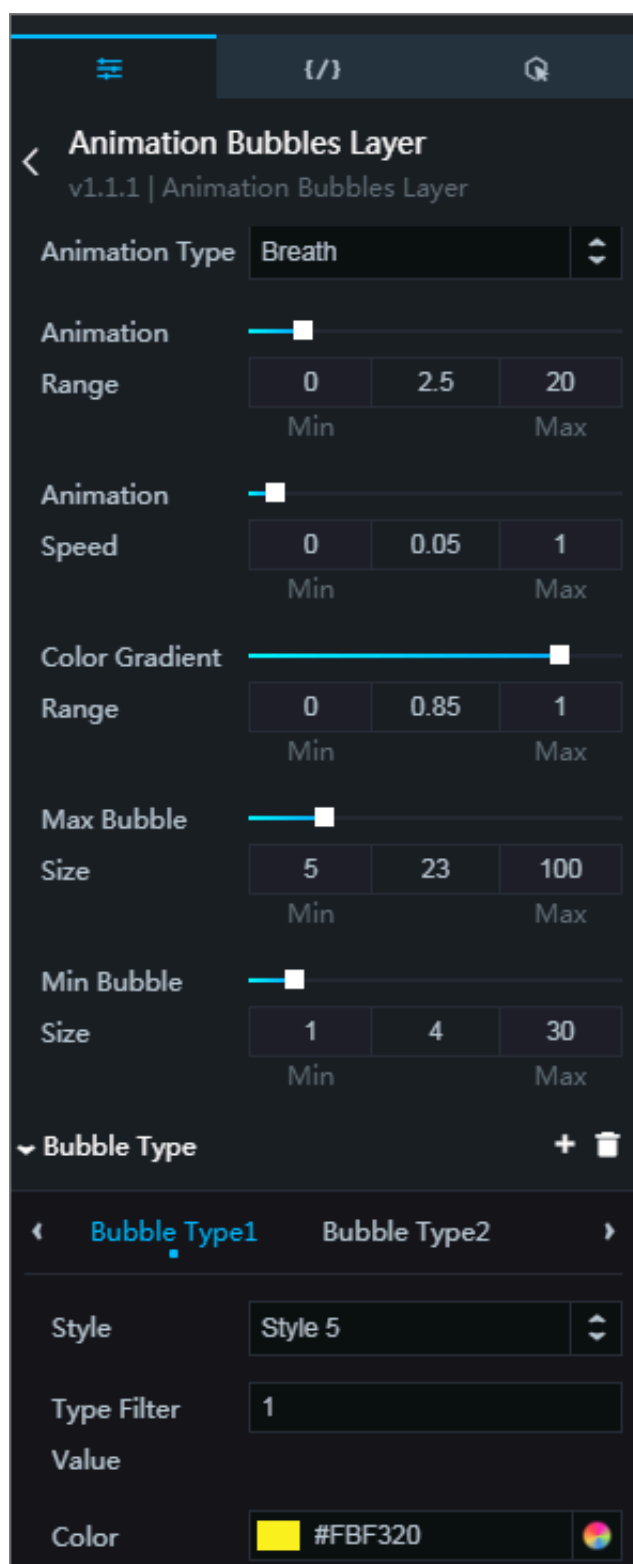 {/}
Animation Bubbles Layer
v1.1.1 | Animation Bubbles Layer
Animation Type Breath
Animation
Range 0 2.5 20
Min Max
Animation
Speed 0 0.05 1
Min Max
Color Gradient
Range 0 0.85 1
Min Max
Max Bubble
Size 5 23 100
Min Max
Min Bubble
Size 1 4 30
Min Max
Bubble Type +
Bubble Type1 Bubble Type2
Style Style 5
Type Filter 1
Value
Color #FBF320